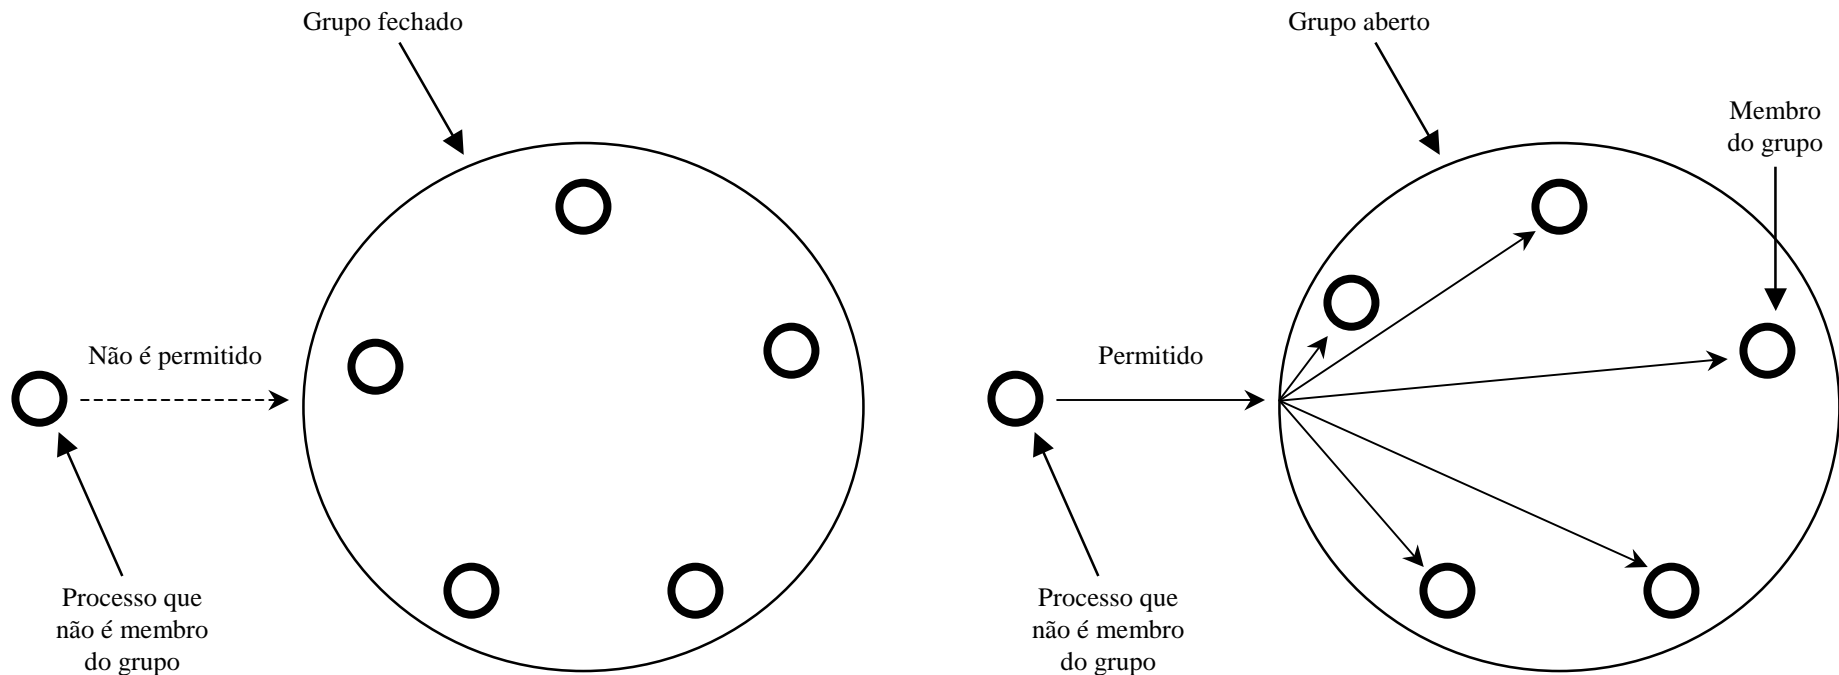 Grupo fechado
Não é permitido
Processo que
não é membro
do grupo
Grupo aberto
Membro
do grupo
Permitido
Processo que
não é membro
do grupo